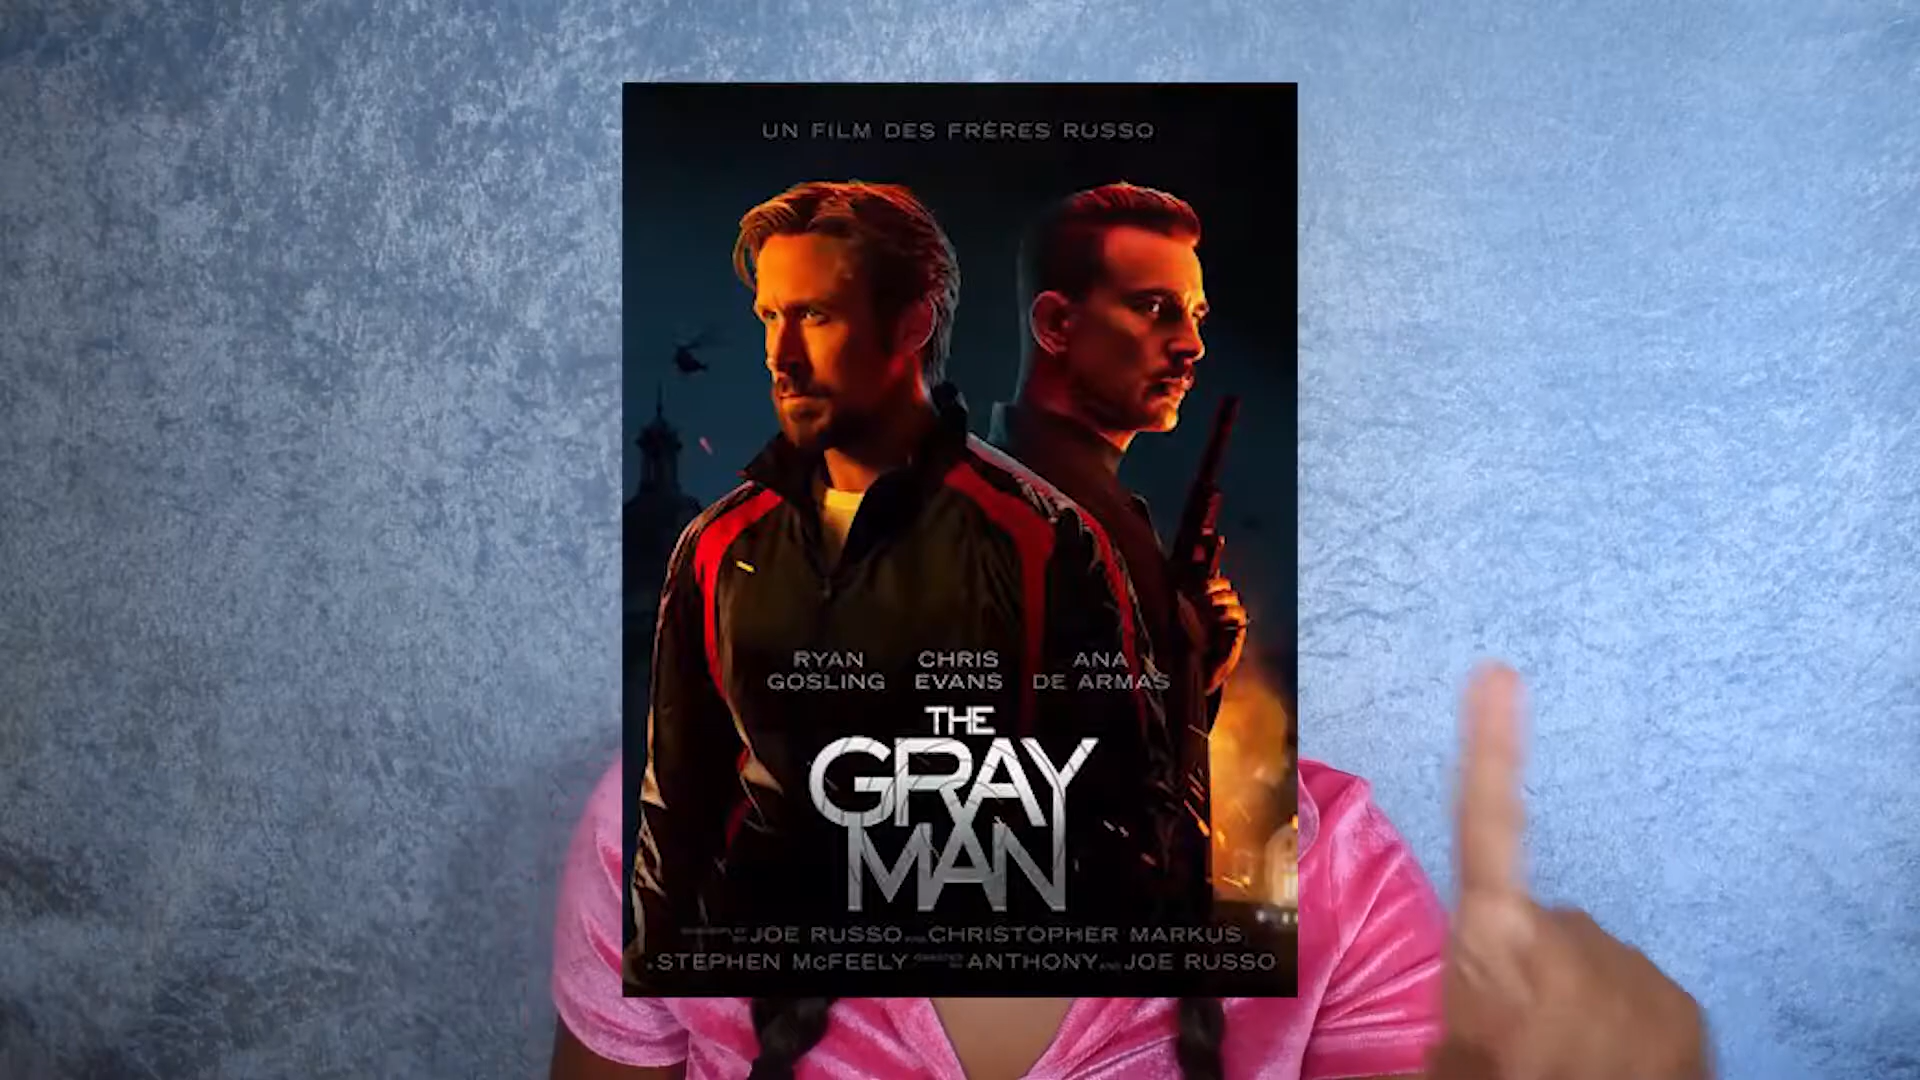 UN FILM DES FRÈRES RUSSO
RYAN CHRIS ANA
GOSLING EVANS DE ARMAS
THE
GRAY
MAN
JOE RUSSO CHRISTOPHER MARKUS
STEPHEN McFEELY ANTHONY JOE RUSSO